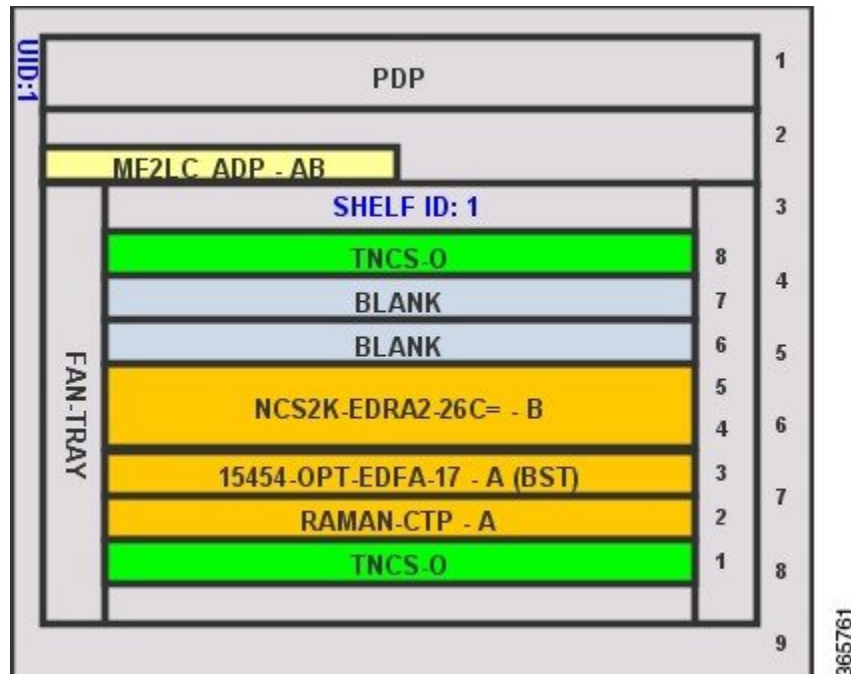 UID:1
PDP
1
2
MF2LC_ADP - AB
SHELF ID: 1
3
TNCS-O
8
4
BLANK
7
BLANK
6
5
FAN-TRAY
NCS2K-EDRA2-26C= - B
5
4
6
15454-OPT-EDFA-17 - A (BST)
3
7
RAMAN-CTP - A
2
TNCS-O
1
8
9
365761